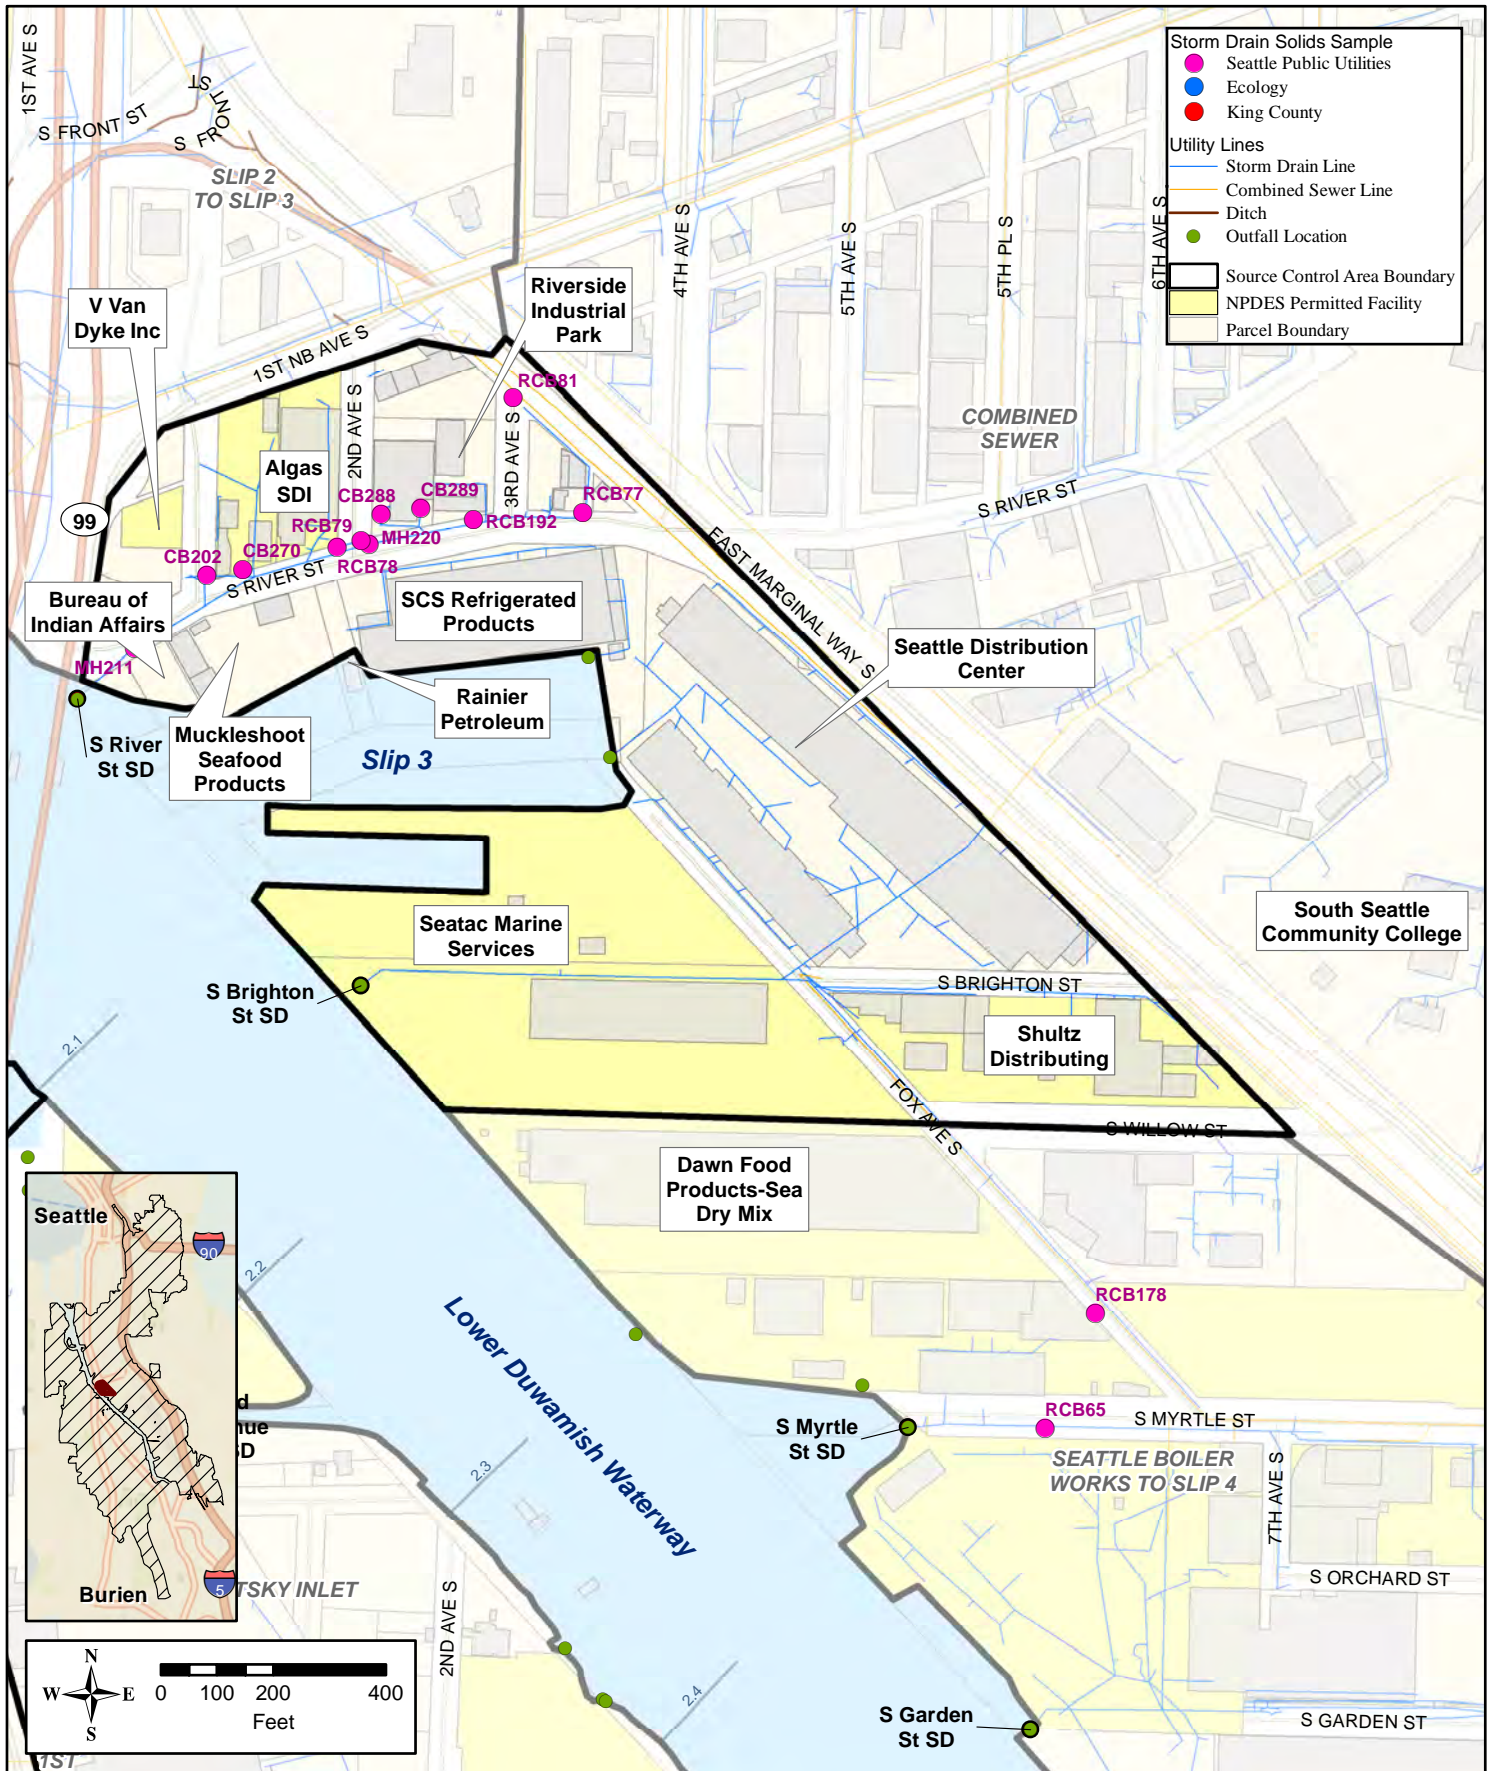 1ST AVE S
S FRONT ST
S FRONT ST
SLIP 2
TO SLIP 3
Storm Drain Solids Sample
Seattle Public Utilities
Ecology
King County
Utility Lines
Storm Drain Line
Combined Sewer Line
Ditch
Outfall Location
Source Control Area Boundary
NPDES Permitted Facility
Parcel Boundary
4TH AVE S
5TH AVE S
5TH PL S
6TH AVE S
V Van
Dyke Inc
Riverside
Industrial
Park
1ST NB AVE S
RCB81
2ND AVE S
3RD AVE S
COMBINED
SEWER
Algas
SDI
CB288
CB289
RCB77
S RIVER ST
99
RCB79
RCB192
MH220
CB202
CB270
RCB78
S RIVER ST
EAST MARGINAL WAY S
Bureau of
Indian Affairs
SCS Refrigerated
Products
Seattle Distribution
Center
MH211
Rainier
Petroleum
S River
St SD
Muckleshoot
Seafood
Products
Slip 3
South Seattle
Community College
Seatac Marine
Services
S Brighton
St SD
S BRIGHTON ST
Shultz
Distributing
2.1
FOX AVE S
S WILLOW ST
Dawn Food
Products-Sea
Dry Mix
Seattle
90
2.2
RCB178
Lower Duwamish Waterway
d
nue
SD
S Myrtle
St SD
RCB65
S MYRTLE ST
SEATTLE BOILER
WORKS TO SLIP 4
2.3
7TH AVE S
5
Burien
TSKY INLET
S ORCHARD ST
2ND AVE S
N
W E
S
0 100 200 400
Feet
2.4
S Garden
St SD
S GARDEN ST
1ST